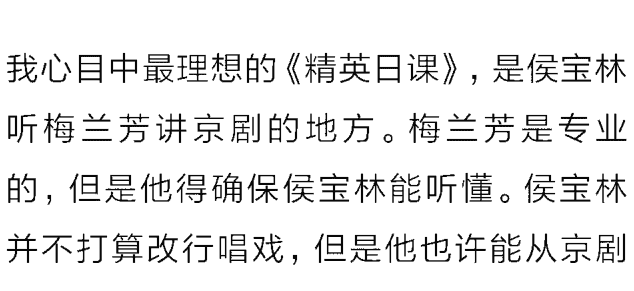 我心目中最理想的《精英日课》，是侯宝林
听梅兰芳讲京剧的地方。梅兰芳是专业
的，但是他得确保侯宝林能听懂。侯宝林
并不打算改行唱戏，但是他也许能从京剧